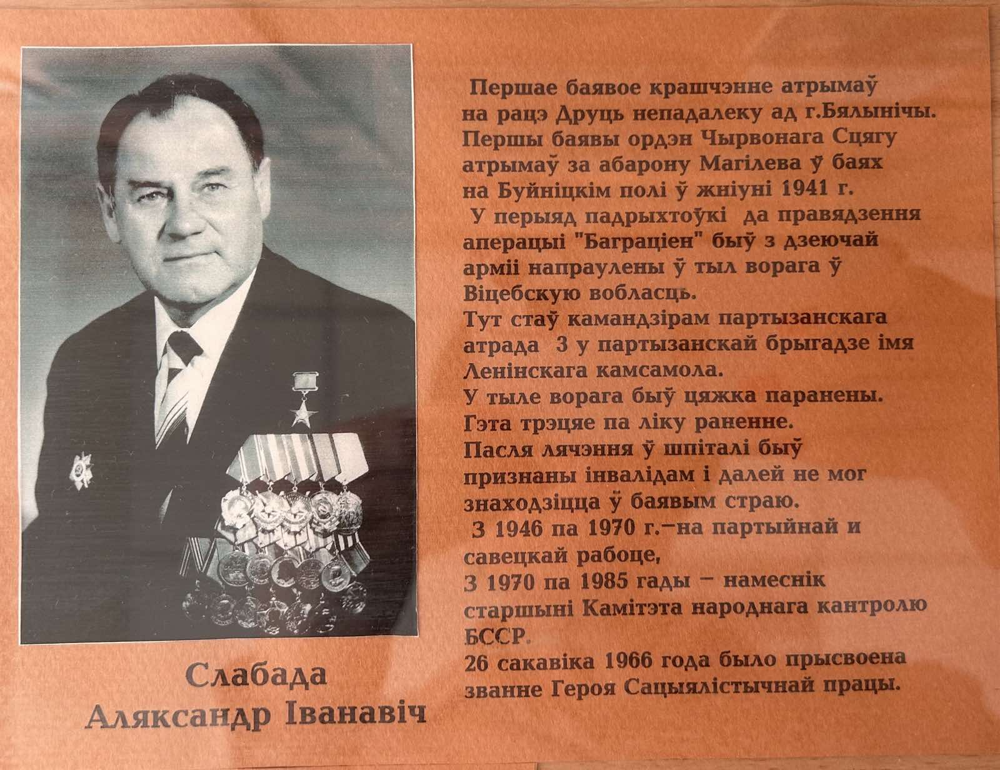 Першае баявое крашчэнне атрымаў
на рацэ Друць непадалеку ад г.Бялынічы.
Першы баявы ордэн Чырвонага Сцягу
атрымаў за абарону Магілева ў баях
на Буйніцкім полі ў жніуні 1941 г.
У перыяд падрыхтоўкі да правядзення
аперацыі "Баграціен" быў з дзеючай
арміі напраулены ў тыл ворага ў
Віцебскую вобласць.
Тут стаў камандзірам партызанскага
атрада 3 у партызанскай брыгадзе імя
Ленінскага камсамола.
У тыле ворага быў цяжка паранены.
Гэта трэцяе па ліку раненне.
Пасля лячэння ў шпіталі быў
признаны інвалідам і далей не мог
знаходзіцца ў баявым страю.
З 1946 па 1970 г.-на партыйнай и
савецкай рабоце,
З 1970 па 1985 гады - намеснік
старшыні Камітэта народнага кантролю
БССР.
26 сакавіка 1966 года было прысвоена
званне Героя Сацыялістычнай працы.
Слабада
Аляксандр Іванавіч